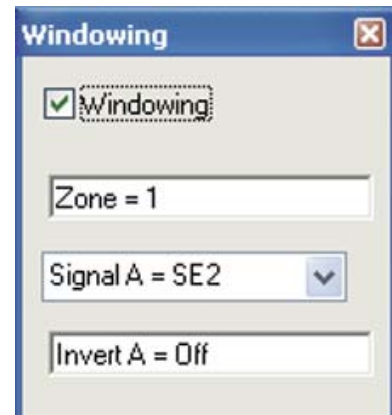 Windowing
Windowing
Zone = 1
Signal A = SE2
Invert A = Off